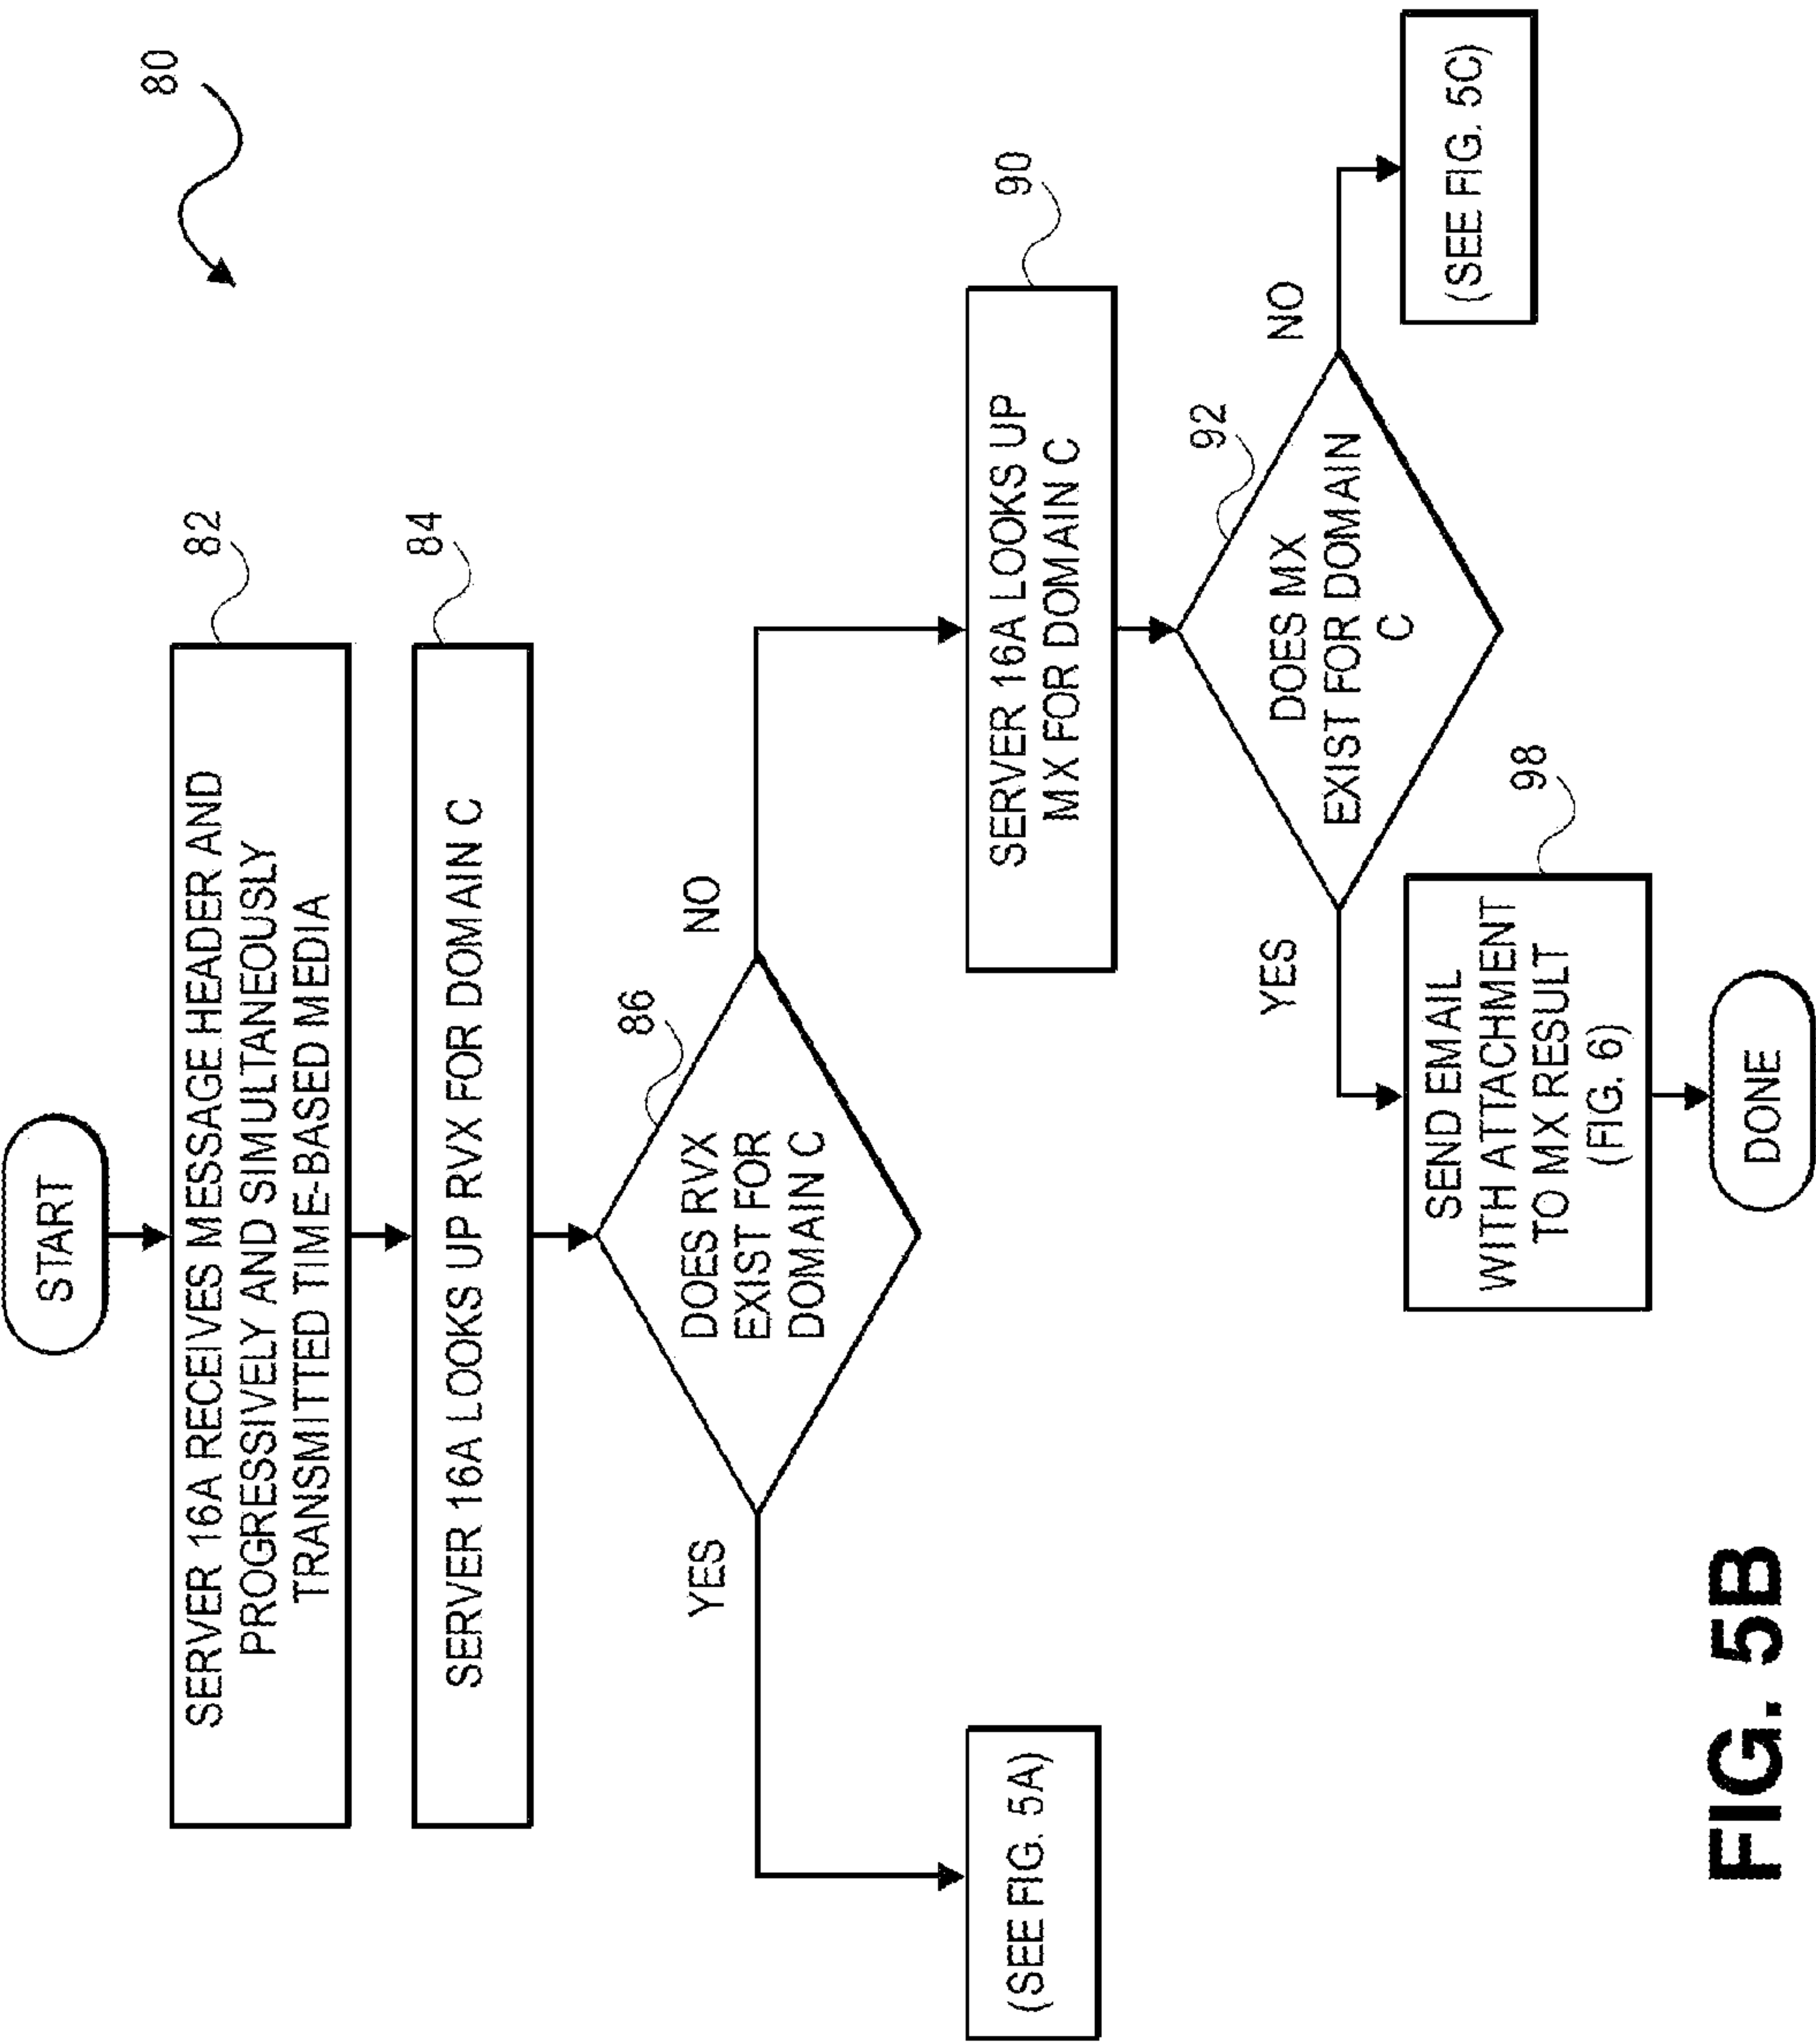 80
START
82
SERVER 16A RECEIVES MESSAGE HEADER AND
PROGRESSIVELY AND SIMULTANEOUSLY
TRANSMITTED TIME-BASED MEDIA
84
SERVER 16A LOOKS UP RVX FOR DOMAIN C
86
DOES RVX
EXIST FOR
DOMAIN C
YES
NO
(SEE FIG. 5A)
90
SERVER 16A LOOKS UP
MX FOR DOMAIN C
92
DOES MX
EXIST FOR DOMAIN
C
YES
NO
98
SEND EMAIL
WITH ATTACHMENT
TO MX RESULT
(FIG. 6)
(SEE FIG. 5C)
DONE
FIG. 5B